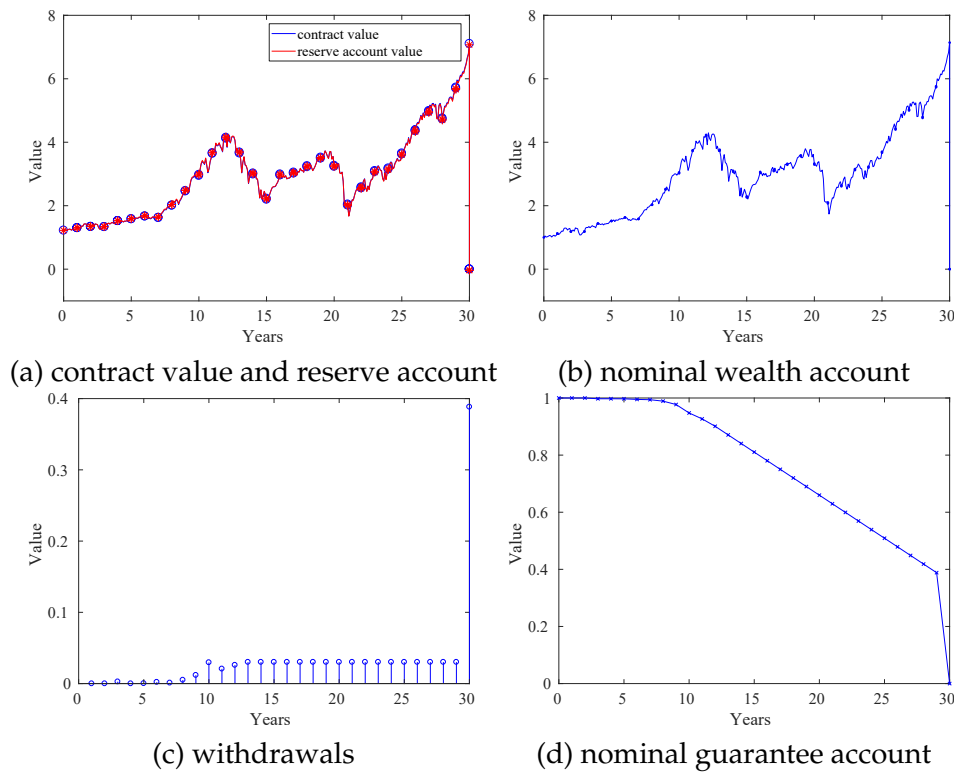 8
6
4
2
0
Value
contract value
reserve account value
0 5 10 15 20 25 30
Years
(a) contract value and reserve account
8
6
4
2
0
Value
0 5 10 15 20 25 30
Years
(b) nominal wealth account
0.4
0.3
0.2
0.1
0
Value
0 5 10 15 20 25 30
Years
(c) withdrawals
1
0.8
0.6
0.4
0.2
0
Value
0 5 10 15 20 25 30
Years
(d) nominal guarantee account